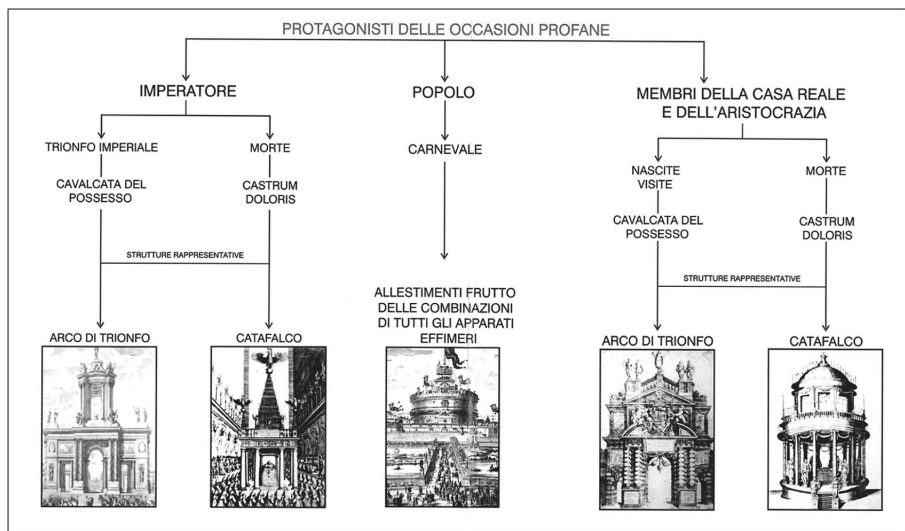 PROTAGONISTI DELLE OCCASIONI PROFANE
IMPERATORE
TRIONFO IMPERIALE
MORTE
CAVALCATA DEL
POSSESSO
CASTRUM
DOLORIS
STRUTTURE RAPPRESENTATIVE
ARCO DI TRIONFO
CATAFALCO
POPOLO
CARNEVALE
ALLESTIMENTI FRUTTO
DELLE COMBINAZIONI
DI TUTTI GLI APPARATI
EFFIMERI
MEMBRI DELLA CASA REALE
E DELL'ARISTOCRAZIA
NASCITE
VISITE
MORTE
CAVALCATA DEL
POSSESSO
CASTRUM
DOLORIS
STRUTTURE RAPPRESENTATIVE
ARCO DI TRIONFO
CATAFALCO